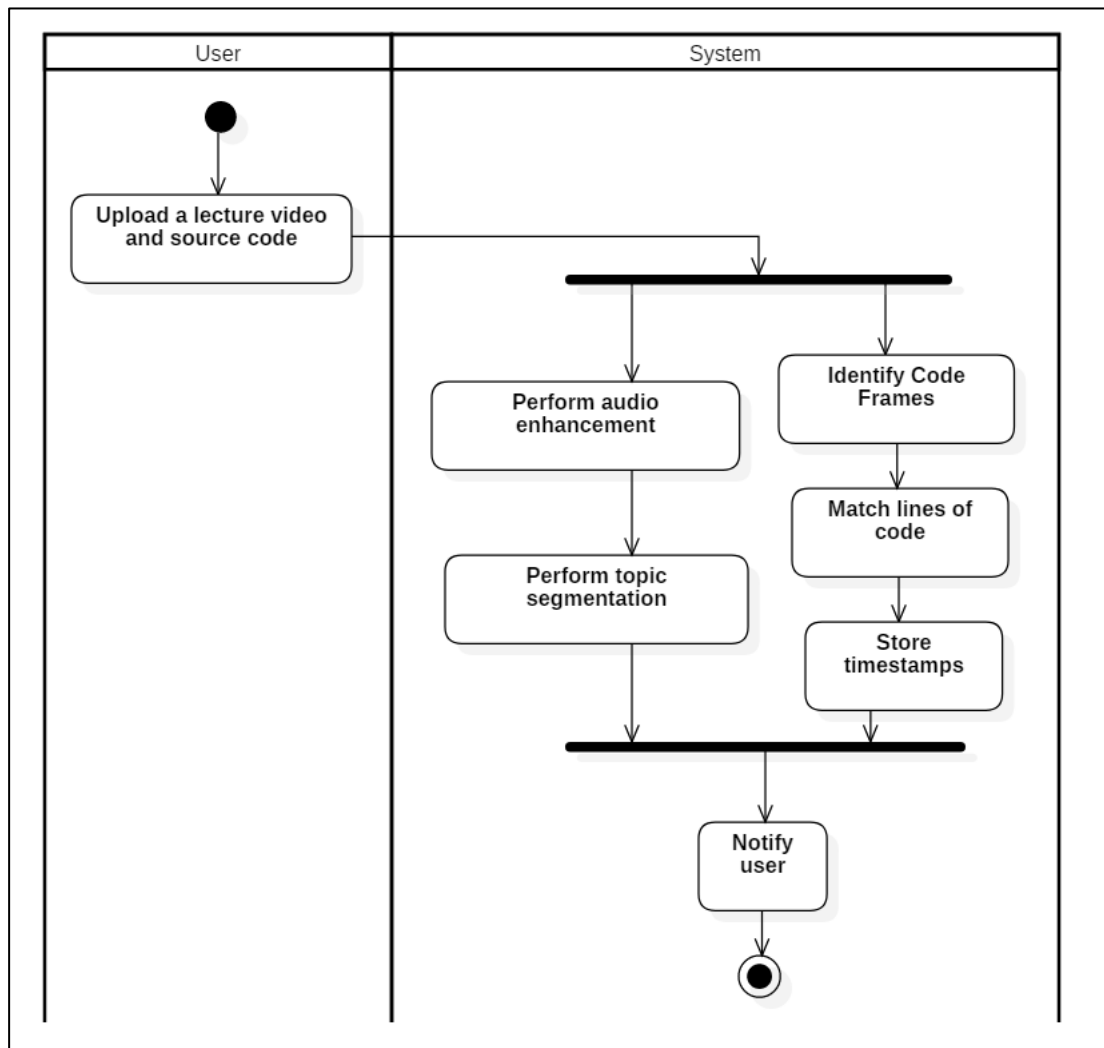 User
System
Upload a lecture video
and source code
Perform audio
enhancement
Identify Code
Frames
Match lines of
code
Perform topic
segmentation
Store
timestamps
Notify
user